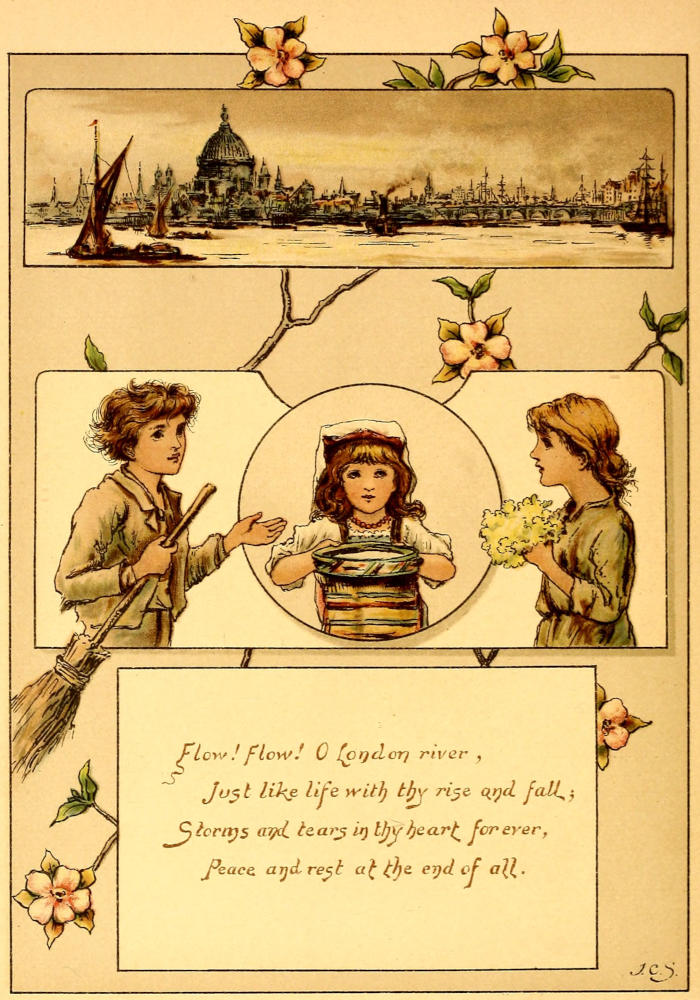 Flow! Flow! O London river,
Just like life with thy rise and fall;
Storms and tears in thy heart for ever,
Peace and rest at the end of all.
J.C.S.